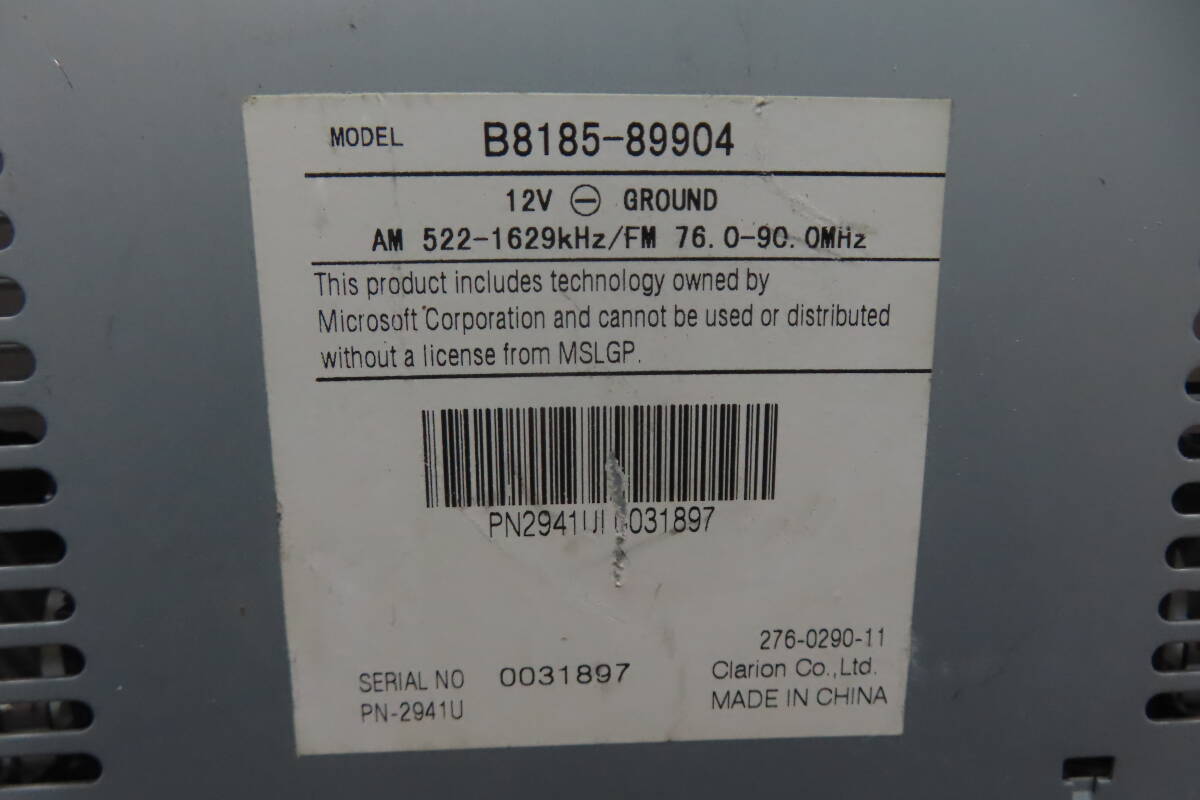 MODEL B8185-89904
12V ⊖ GROUND
AM 522-1629kHz/FM 76.0-90.0MHz
This product includes technology owned by
Microsoft Corporation and cannot be used or distributed
without a license from MSLGP.
031897
276-0290-11
SERIAL NO 0031897
Clarion Co.,Ltd.
PN-2941U
MADE IN CHINA